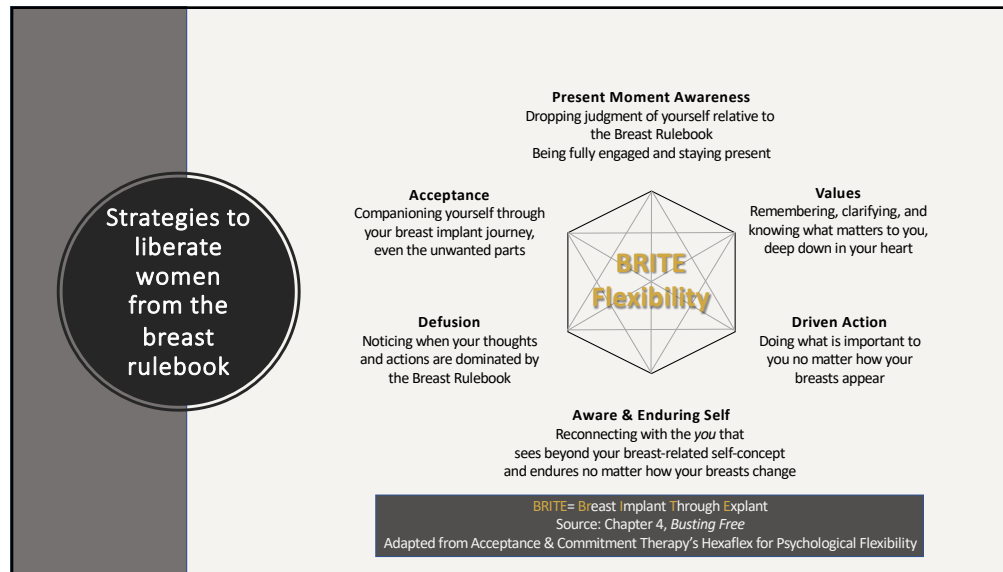 Strategies to
liberate
women
from the
breast
rulebook
Present Moment Awareness
Dropping judgment of yourself relative to
the Breast Rulebook
Being fully engaged and staying present
Acceptance
Companioning yourself through
your breast implant journey,
even the unwanted parts
Values
Remembering, clarifying, and
knowing what matters to you,
deep down in your heart
BRITE
Flexibility
Defusion
Noticing when your thoughts
and actions are dominated by
the Breast Rulebook
Driven Action
Doing what is important to
you no matter how your
breasts appear
Aware & Enduring Self
Reconnecting with the you that
sees beyond your breast-related self-concept
and endures no matter how your breasts change
BRITE= Breast Implant Through Explant
Source: Chapter 4, Busting Free
Adapted from Acceptance & Commitment Therapy’s Hexaflex for Psychological Flexibility